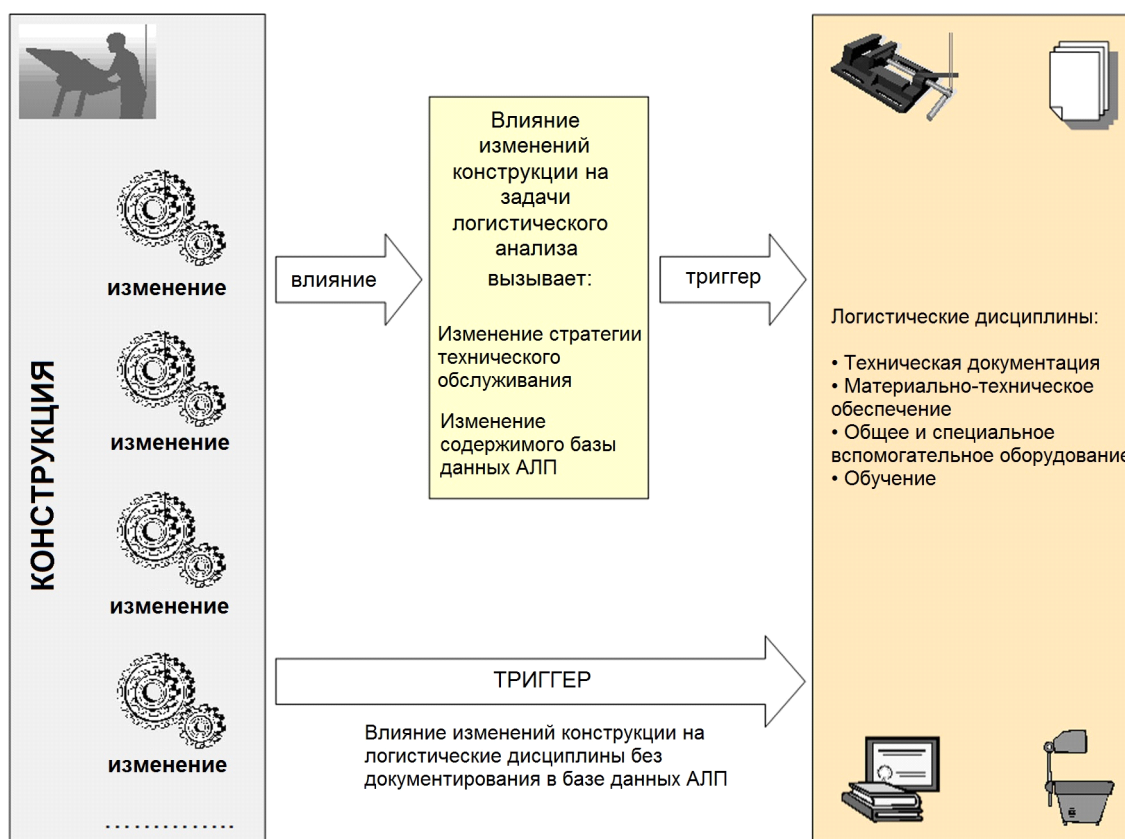 КОНСТРУКЦИЯ
изменение
изменение
изменение
изменение
..............
влияние
Влияние
изменений
конструкции на
задачи
логистического
анализа
вызывает:
Изменение стратегии
технического
обслуживания
Изменение
содержимого базы
данных АЛП
триггер
ТРИГГЕР
Влияние изменений конструкции на
логистические дисциплины без
документирования в базе данных АЛП
Логистические дисциплины:
• Техническая документация
• Материально-техническое
обеспечение
• Общее и специальное
вспомогательное оборудование
• Обучение